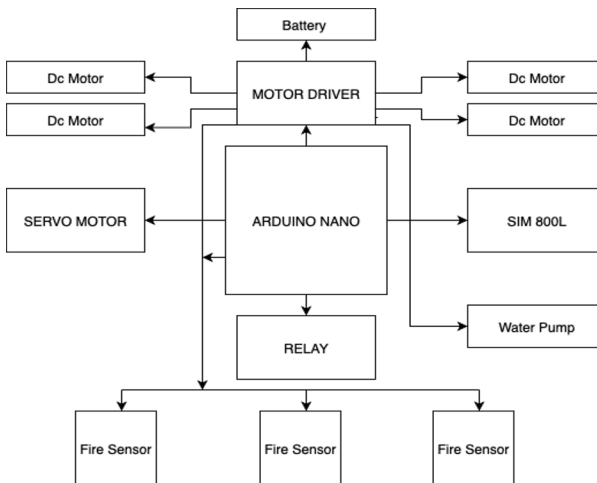 Battery
Dc Motor
MOTOR DRIVER
Dc Motor
Dc Motor
Dc Motor
SERVO MOTOR
ARDUINO NANO
SIM 800L
Water Pump
RELAY
Fire Sensor
Fire Sensor
Fire Sensor